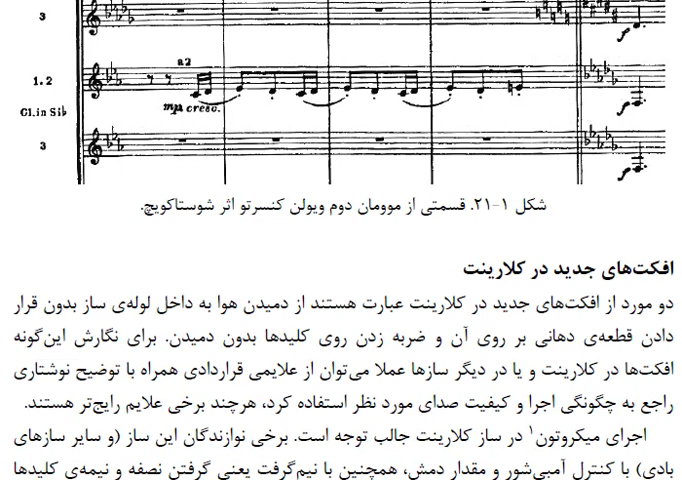 3
a2
1. 2
mp cresc.
Cl. in Si♭
3
شکل ۱-۲۱. قسمتی از موومان دوم ویولن کنسرتو اثر شوستاکویچ.
افکت‌های جدید در کلارینت
دو مورد از افکت‌های جدید در کلارینت عبارت هستند از دمیدن هوا به داخل لوله‌ی ساز بدون قرار
دادن قطعه‌ی دهانی بر روی آن و ضربه زدن روی کلیدها بدون دمیدن. برای نگارش این‌گونه
افکت‌ها در کلارینت و یا در دیگر سازها عملا می‌توان از علایمی قراردادی همراه با توضیح نوشتاری
راجع به چگونگی اجرا و کیفیت صدای مورد نظر استفاده کرد، هرچند برخی علایم رایج‌تر هستند.
اجرای میکروتون۱ در ساز کلارینت جالب توجه است. برخی نوازندگان این ساز (و سایر سازهای
بادی) با کنترل آمبی‌شور و مقدار دمش، همچنین با نیم‌گرفت یعنی گرفتن نصفه و نیمه‌ی کلیدها